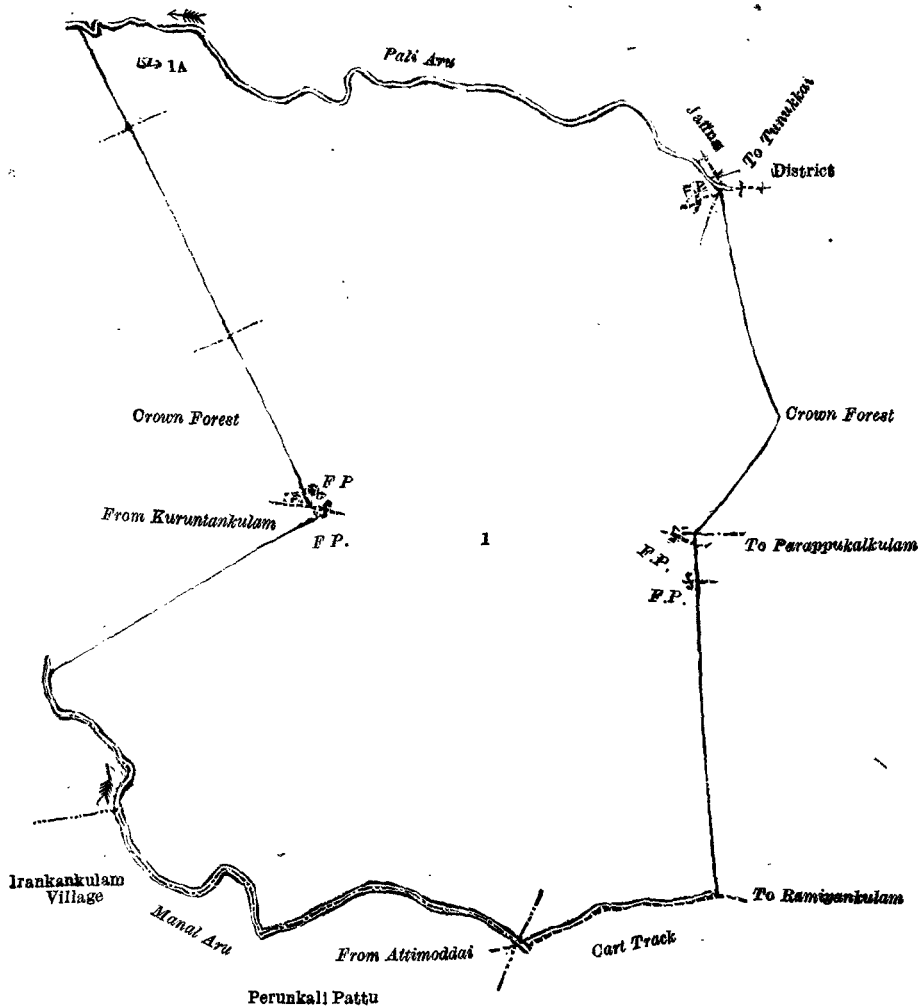 1A
Pali Aru
Jaffna
To Tunukkai
District
F.P.
Crown Forest
Crown Forest
F P
From Kuruntankulam
F P.
1
To Parappukalkulam
F.P.
F.P.
Irankankulam
Village
Manal Aru
From Attimoddai
Cart Track
To Ramiyankulam
Perunkali Pattu